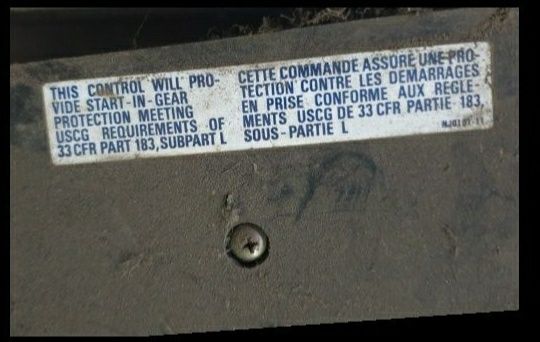 THIS CONTROL WILL PRO-
VIDE START-IN-GEAR
PROTECTION MEETING
USCG REQUIREMENTS OF
33 CFR PART 183, SUBPART L
CETTE COMMANDE ASSORE UNE PRO-
TECTION CONTRE LES DEMARRAGES
EN PRISE CONFORME AUX REGLE-
MENTS USCG DE 33 CFR PARTIE 183,
SOUS-PARTIE L